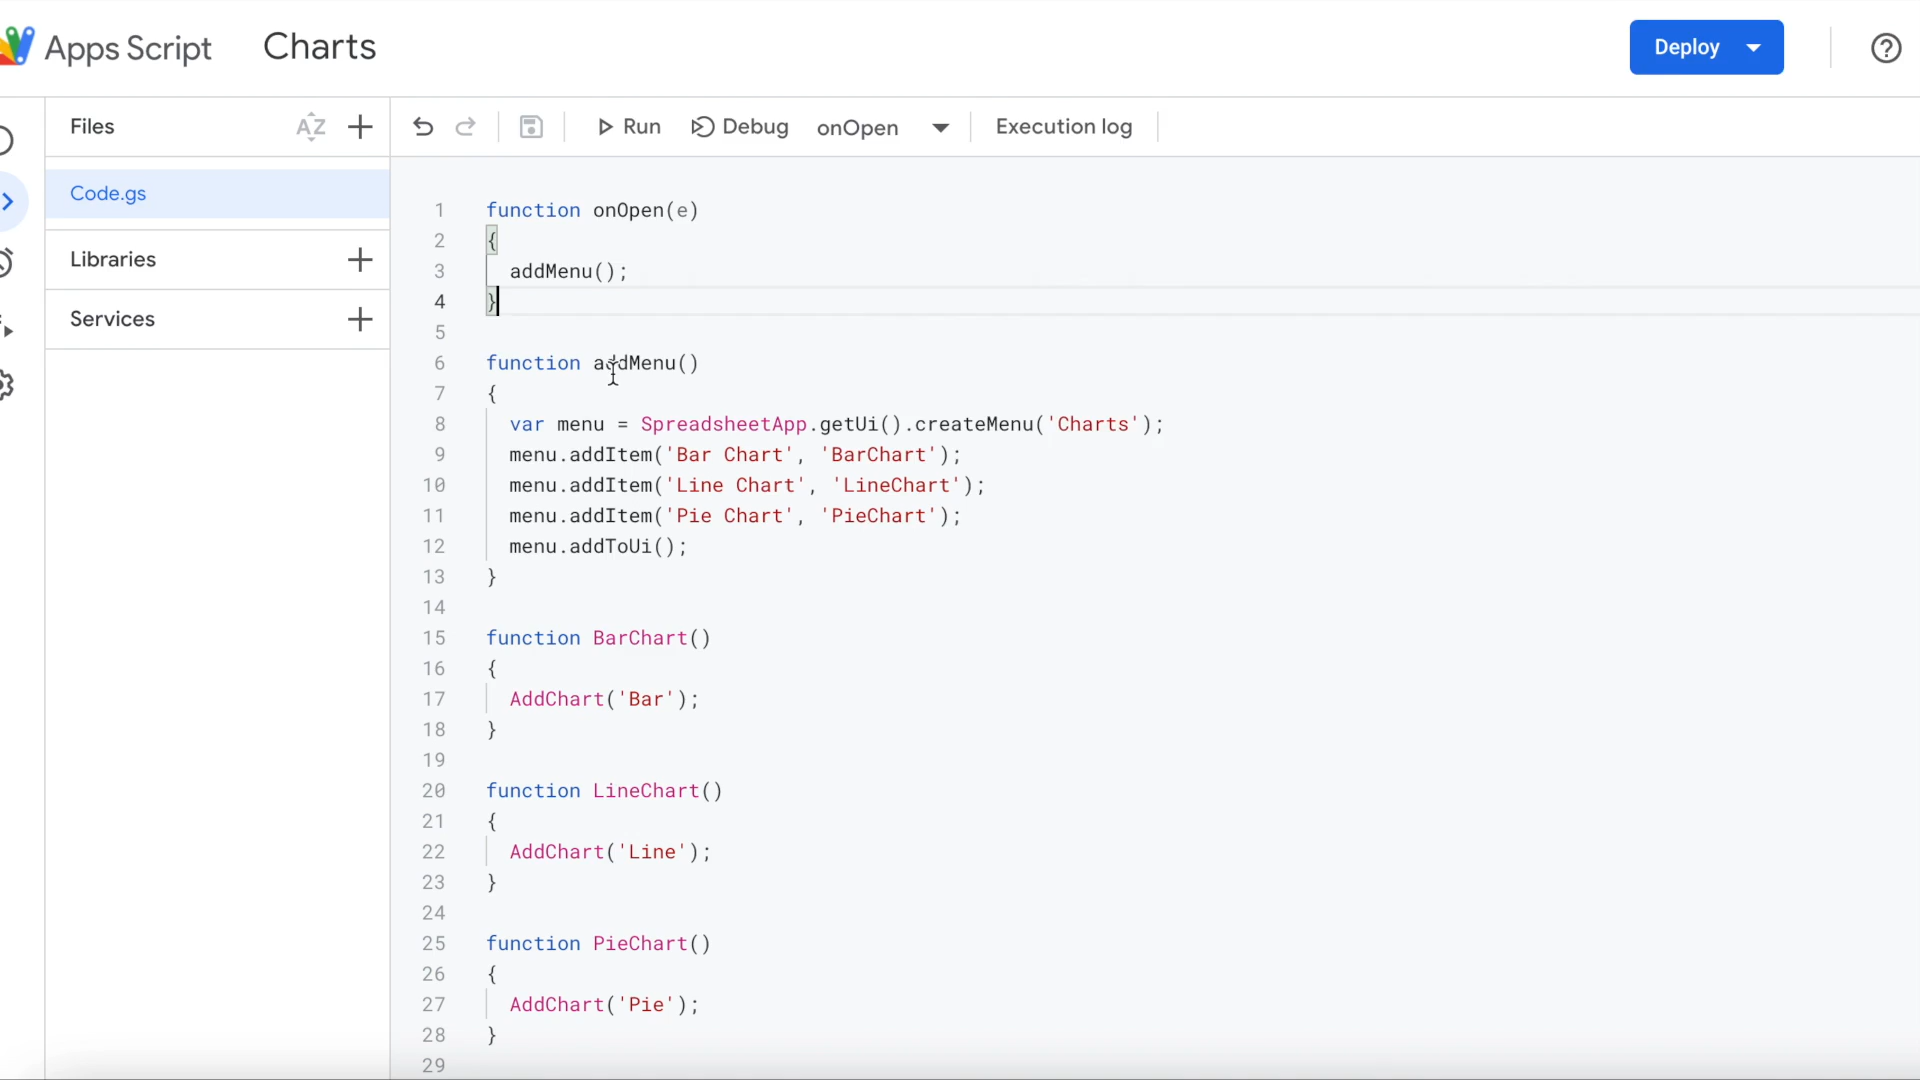 Apps Script Charts Deploy
Files AZ Run Debug onOpen Execution log
Code.gs
Libraries
Services
1 function onOpen(e)
2 {
3 addMenu();
4 }
5
6 function addMenu()
7 {
8 var menu = SpreadsheetApp.getUi().createMenu('Charts');
9 menu.addItem('Bar Chart', 'BarChart');
10 menu.addItem('Line Chart', 'LineChart');
11 menu.addItem('Pie Chart', 'PieChart');
12 menu.addToUi();
13 }
14
15 function BarChart()
16 {
17 AddChart('Bar');
18 }
19
20 function LineChart()
21 {
22 AddChart('Line');
23 }
24
25 function PieChart()
26 {
27 AddChart('Pie');
28 }
29